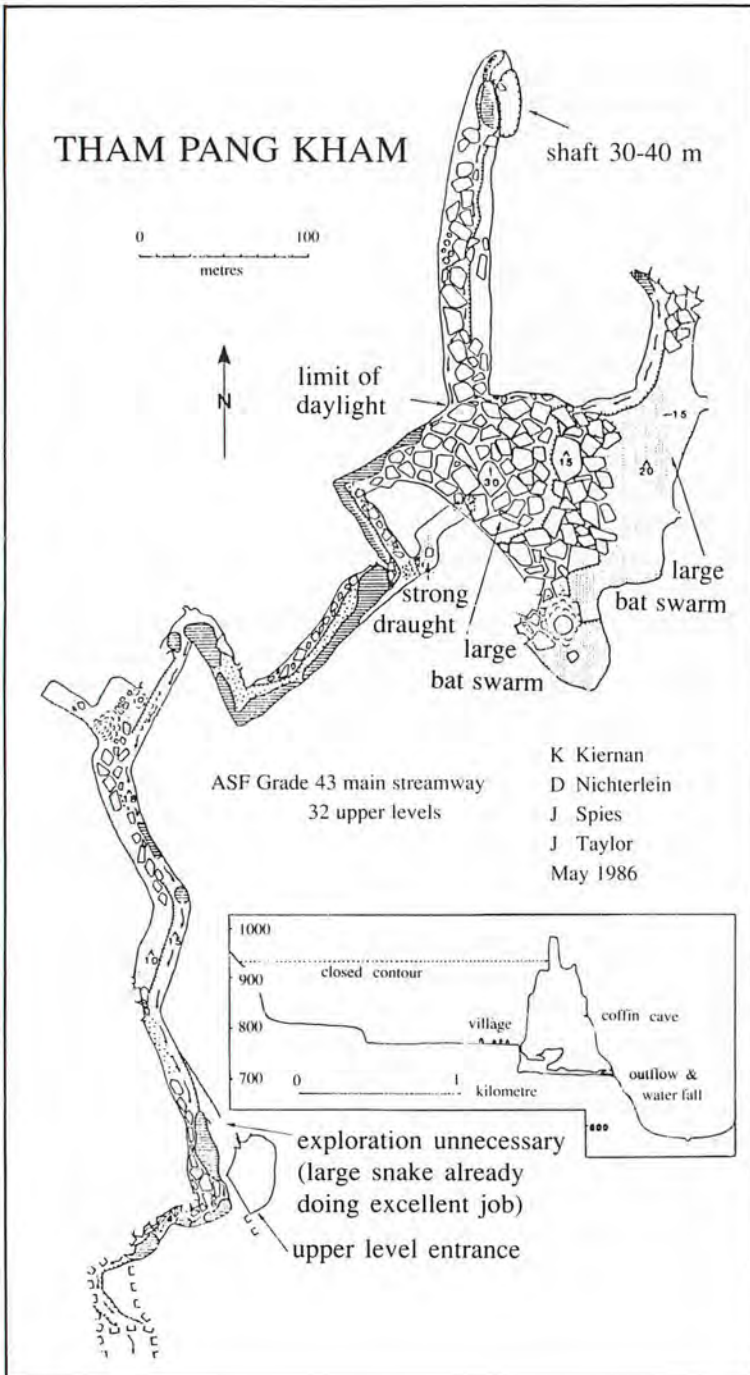 THAM PANG KHAM
shaft 30-40 m
0 100
metres
N
limit of
daylight
15
30
15
20
strong
draught
large
bat swarm
large
bat swarm
ASF Grade 43 main streamway
32 upper levels
K Kiernan
D Nichterlein
J Spies
J Taylor
May 1986
15
10
1000
closed contour
900
coffin cave
village
800
outflow &
water fall
700
0 1
kilometre
600
exploration unnecessary
(large snake already
doing excellent job)
upper level entrance